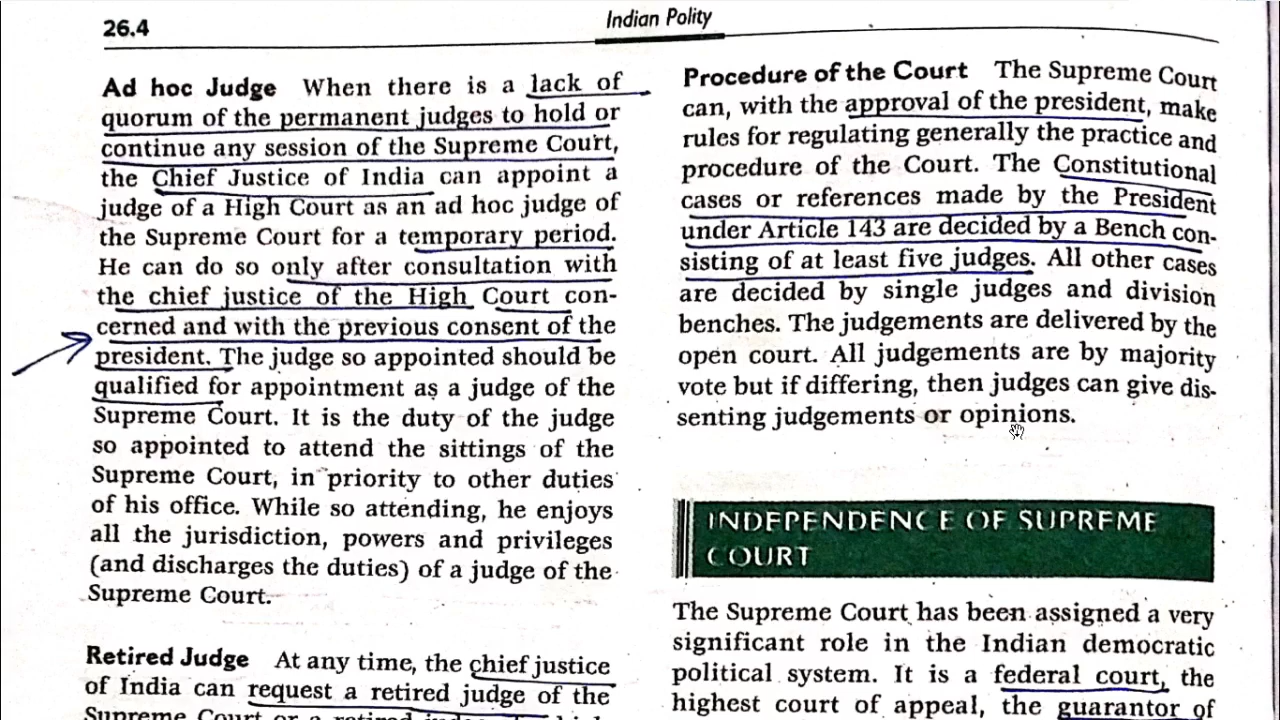 26.4
Indian Polity
Ad hoc Judge When there is a lack of
quorum of the permanent judges to hold or
continue any session of the Supreme Court,
the Chief Justice of India can appoint a
judge of a High Court as an ad hoc judge of
the Supreme Court for a temporary period.
He can do so only after consultation with
the chief justice of the High Court con-
cerned and with the previous consent of the
president. The judge so appointed should be
qualified for appointment as a judge of the
Supreme Court. It is the duty of the judge
so appointed to attend the sittings of the
Supreme Court, in priority to other duties
of his office. While so attending, he enjoys
all the jurisdiction, powers and privileges
(and discharges the duties) of a judge of the
Supreme Court.
Retired Judge At any time, the chief justice
of India can request a retired judge of the
Supreme Court or a retired
Procedure of the Court The Supreme Court
can, with the approval of the president, make
rules for regulating generally the practice and
procedure of the Court. The Constitutional
cases or references made by the President
under Article 143 are decided by a Bench con-
sisting of at least five judges. All other cases
are decided by single judges and division
benches. The judgements are delivered by the
open court. All judgements are by majority
vote but if differing, then judges can give dis-
senting judgements or opinions.
INDEPENDENCE OF SUPREME
COURT
The Supreme Court has been assigned a very
significant role in the Indian democratic
political system. It is a federal court, the
highest court of appeal, the guarantor of